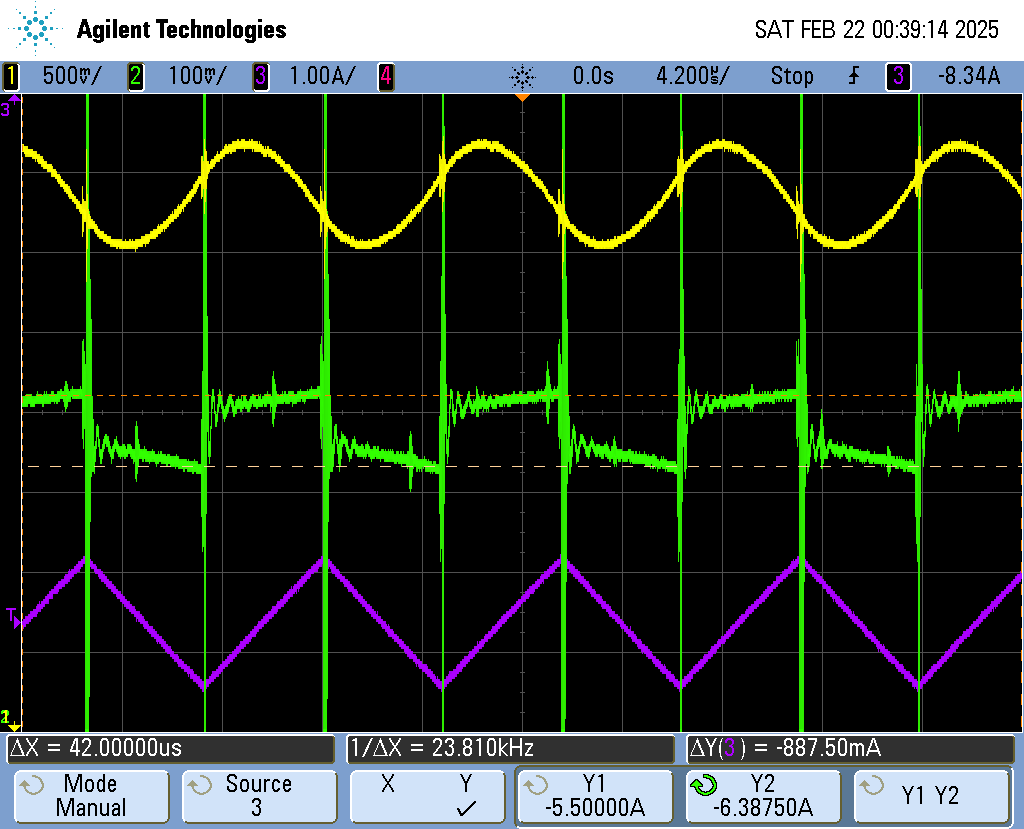 Agilent Technologies
SAT FEB 22 00:39:14 2025
1 500mV/ 2 100mV/ 3 1.00A/ 4 0.0s 4.200us/ Stop 3 -8.34A
3
T
2
ΔX = 42.00000us
1/ΔX = 23.810kHz
ΔY(3) = -887.50mA
Mode
Manual
Source
3
X Y
Y1
-5.50000A
Y2
-6.38750A
Y1 Y2